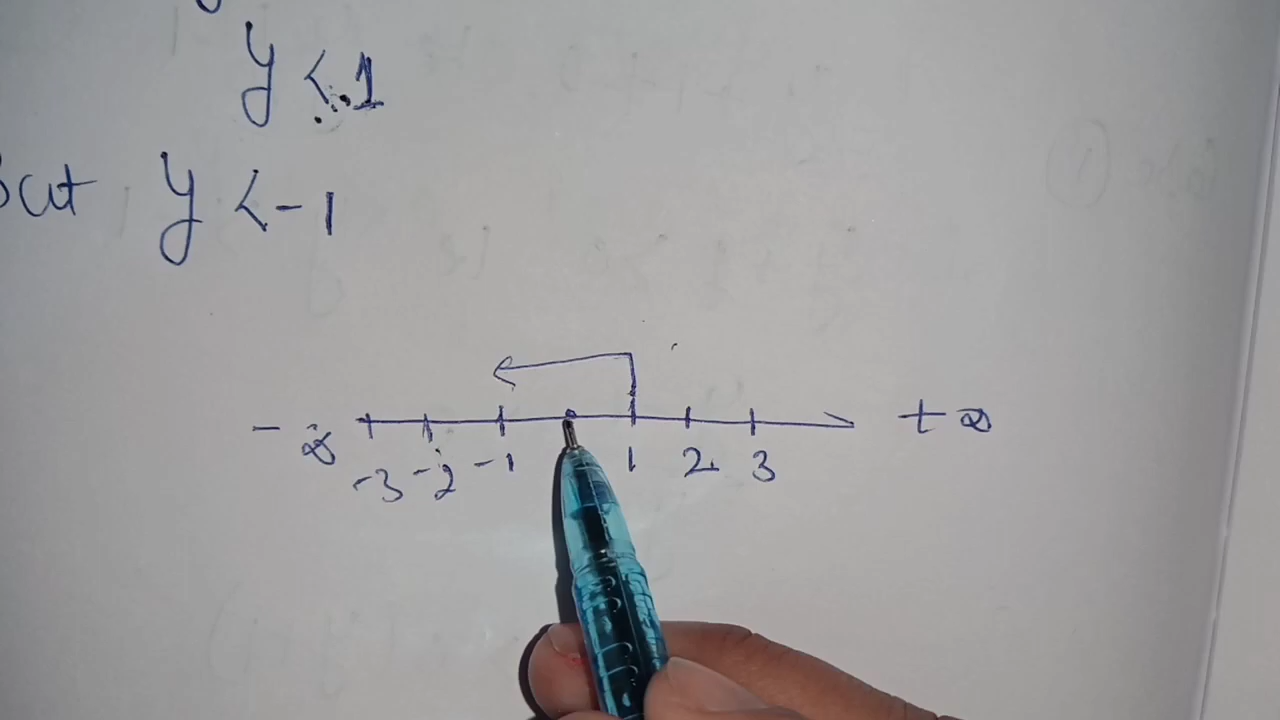 y < 1
But y < -1
- ∞ + ∞
-3 -2 -1 1 2 3